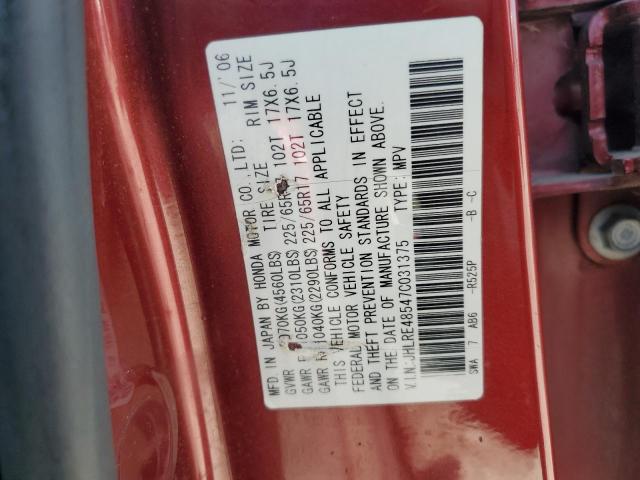 MFD. IN JAPAN BY HONDA MOTOR CO., LTD: 11/'06
GVWR 2070KG(4560LBS) TIRE SIZE RIM SIZE
GAWR 1050KG(2310LBS) 225/65R17 102T 17X6.5J
GAWR 1040KG(2290LBS) 225/65R17 102T 17X6.5J
THIS VEHICLE CONFORMS TO ALL APPLICABLE
FEDERAL MOTOR VEHICLE SAFETY
AND THEFT PREVENTION STANDARDS IN EFFECT
ON THE DATE OF MANUFACTURE SHOWN ABOVE.
V.I.N:JHLRE48547C031375 TYPE: MPV
SWA 7 AB6 -R525P -B -C